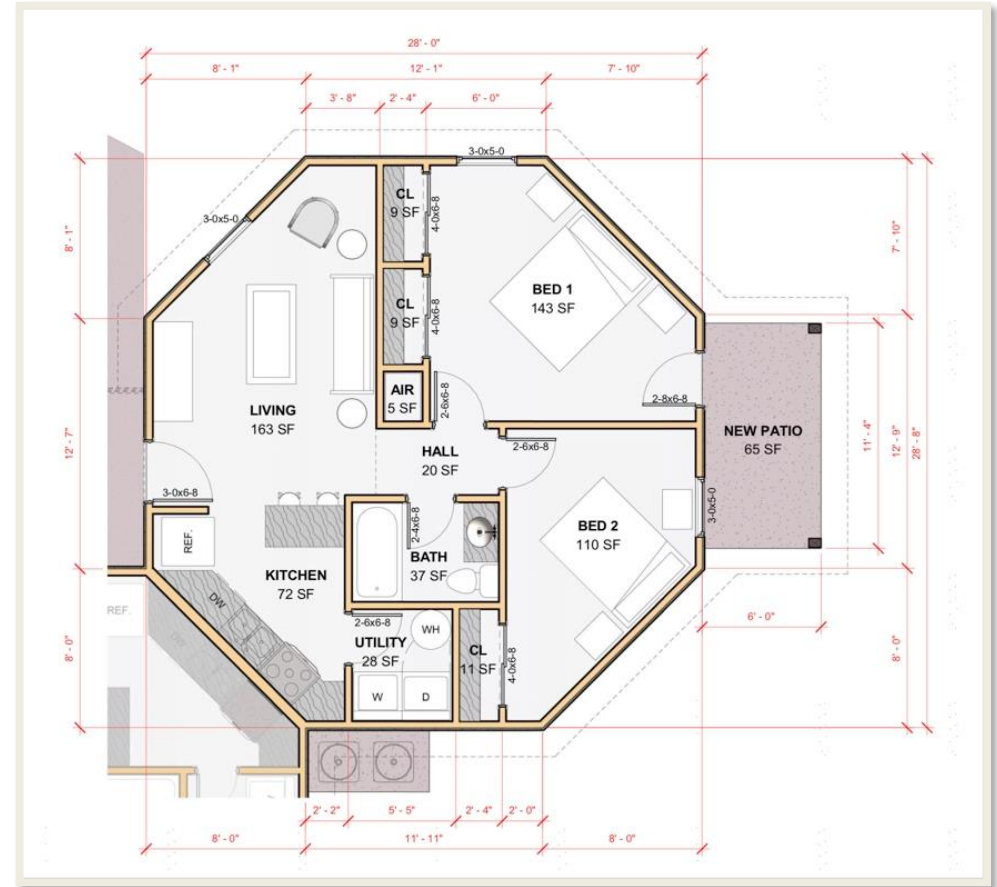 28' - 0"
8' - 1"
12' - 1"
7' - 10"
3' - 8"
2' - 4"
6' - 0"
3-0x5-0
CL
9 SF
4-0x6-8
3-0x5-0
8' - 1"
7' - 10"
BED 1
143 SF
CL
9 SF
4-0x6-8
AIR
5 SF
2-6x6-8
2-8x6-8
LIVING
163 SF
NEW PATIO
65 SF
12' - 7"
11' - 4"
12' - 9"
28' - 8"
HALL
20 SF
2-6x6-8
3-0x6-8
3-0x5-0
REF.
2-4x6-8
BED 2
110 SF
BATH
37 SF
KITCHEN
72 SF
DW
REF.
DW
2-6x6-8
WH
UTILITY
28 SF
CL
11 SF
4-0x6-8
6' - 0"
8' - 0"
8' - 0"
W
D
2' - 2"
5' - 5"
2' - 4"
2' - 0"
8' - 0"
11' - 11"
8' - 0"